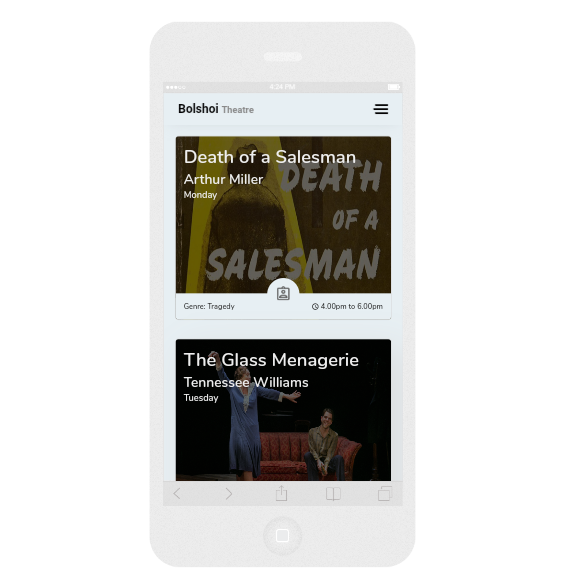 4:24 PM
Bolshoi Theatre
Death of a Salesman
Arthur Miller
Monday
DEATH
OF A
SALESMAN
Genre: Tragedy
4.00pm to 6.00pm
The Glass Menagerie
Tennessee Williams
Tuesday